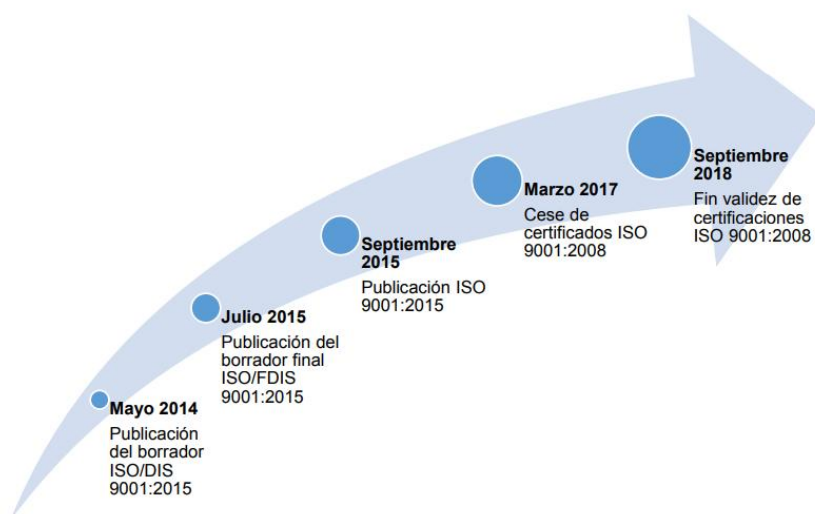 Mayo 2014
Publicación
del borrador
ISO/DIS
9001:2015
Julio 2015
Publicación del
borrador final
ISO/FDIS
9001:2015
Septiembre
2015
Publicación ISO
9001:2015
Marzo 2017
Cese de
certificados ISO
9001:2008
Septiembre
2018
Fin validez de
certificaciones
ISO 9001:2008